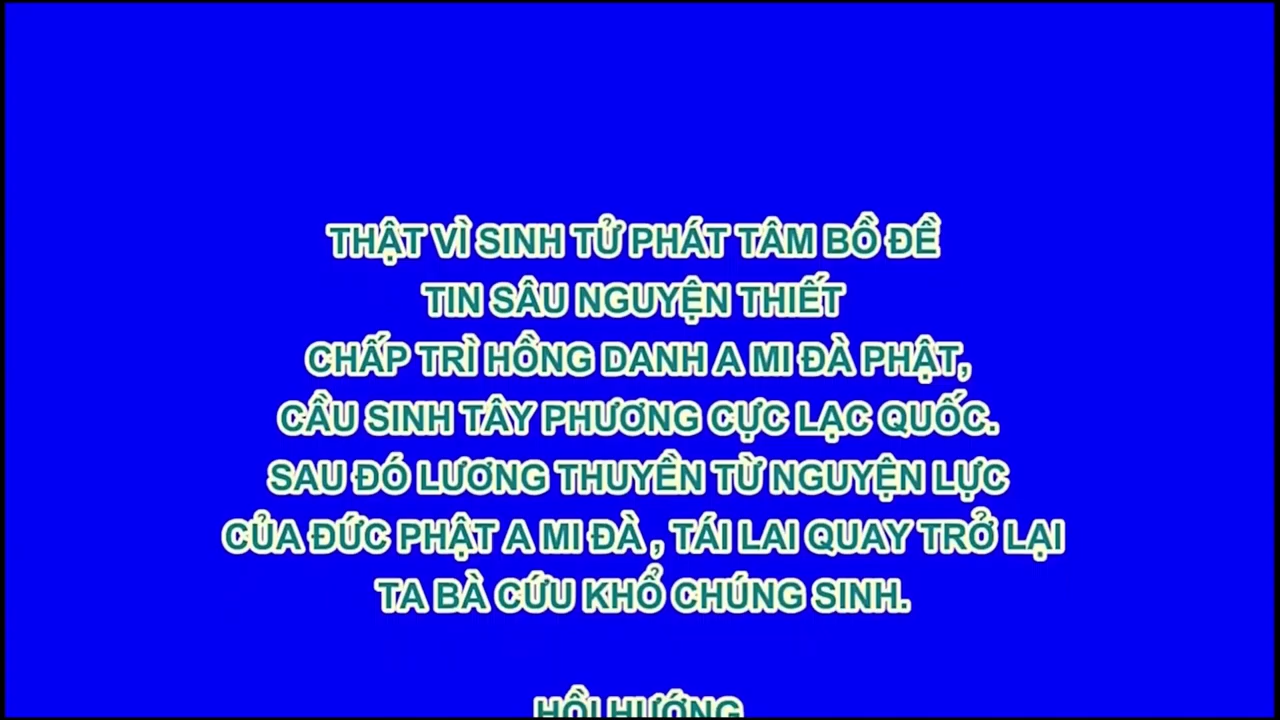 THẬT VÌ SINH TỬ PHÁT TÂM BỒ ĐỀ
TIN SÂU NGUYỆN THIẾT
CHẤP TRÌ HỒNG DANH A MI ĐÀ PHẬT,
CẦU SINH TÂY PHƯƠNG CỰC LẠC QUỐC.
SAU ĐÓ LƯƠNG THUYỀN TỪ NGUYỆN LỰC
CỦA ĐỨC PHẬT A MI ĐÀ , TÁI LAI QUAY TRỞ LẠI
TA BÀ CỨU KHỔ CHÚNG SINH.
HỒI HƯỚNG